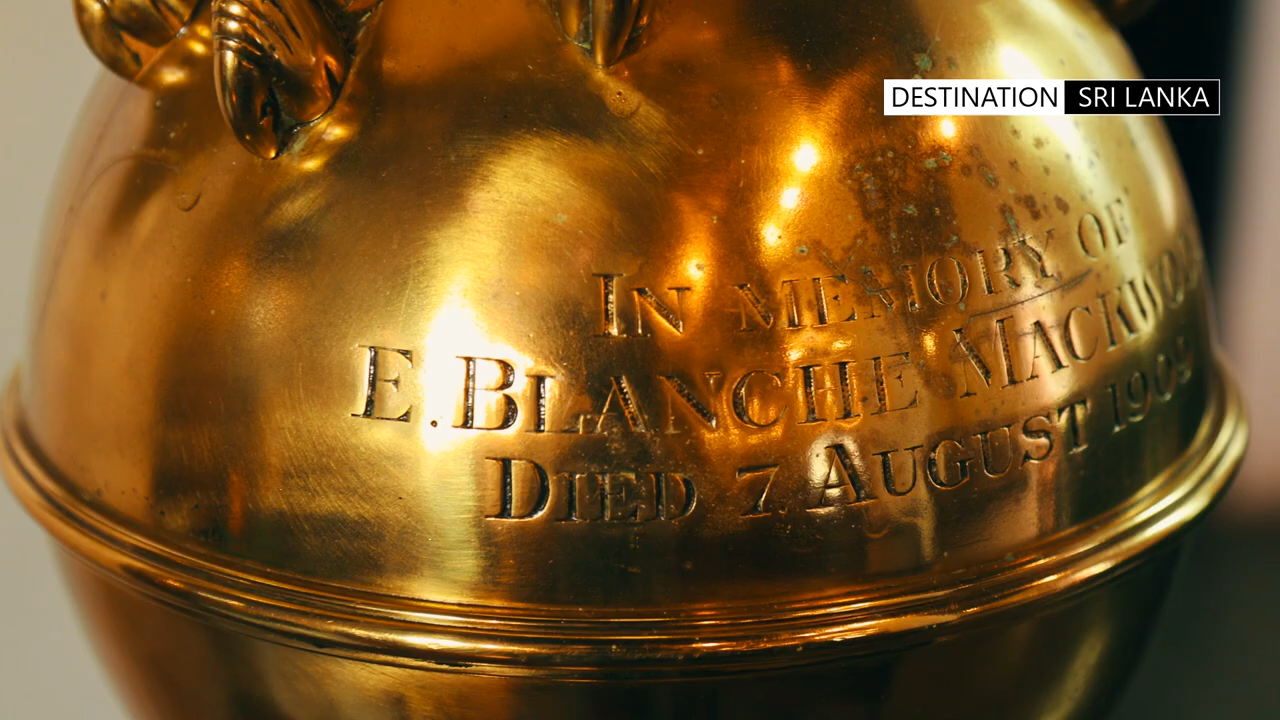 DESTINATION SRI LANKA
IN MEMORY OF
E. BLANCHE
DIED 7 AUGUST